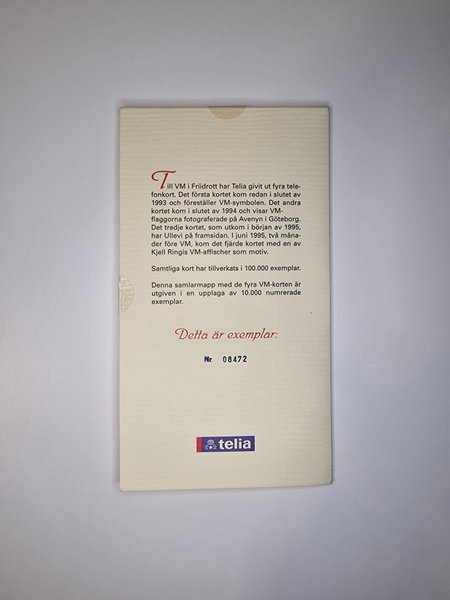 Till VM i Friidrott har Telia givit ut fyra tele-
fonkort. Det första kortet kom redan i slutet av
1993 och föreställer VM-symbolen. Det andra
kortet kom i slutet av 1994 och visar VM-
flaggorna fotograferade på Avenyn i Göteborg.
Det tredje kortet, som utkom i början av 1995,
har Ullevi på framsidan. I juni 1995, två måna-
der före VM, kom det fjärde kortet med en av
Kjell Ringis VM-affischer som motiv.
Samtliga kort har tillverkats i 100.000 exemplar.
Denna samlarmapp med de fyra VM-korten är
utgiven i en upplaga av 10.000 numrerade
exemplar.
Detta är exemplar:
Nr. 08472
telia